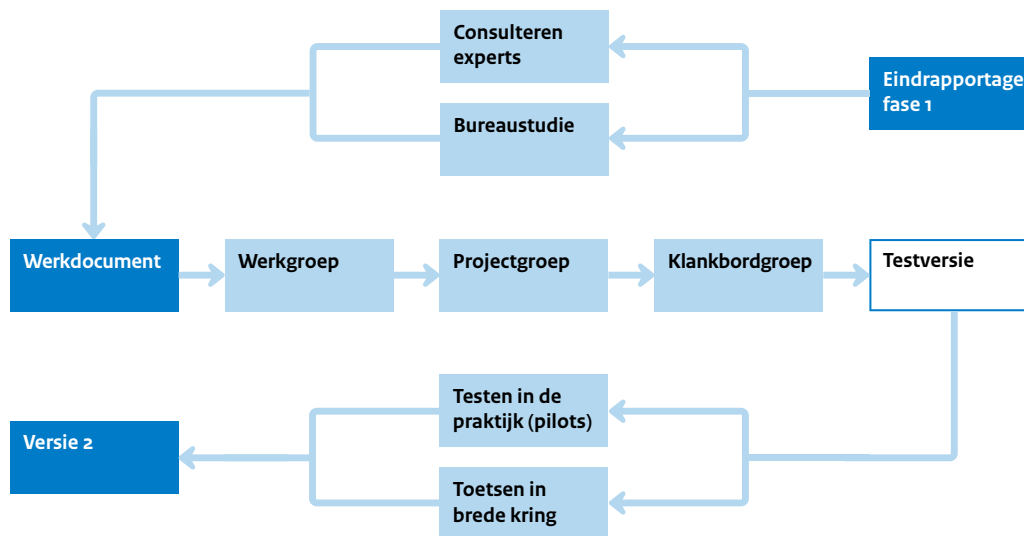 Consulteren
experts
Eindrapportage
fase 1
Bureaustudie
Werkdocument
Werkgroep
Projectgroep
Klankbordgroep
Testversie
Testen in de
praktijk (pilots)
Versie 2
Toetsen in
brede kring